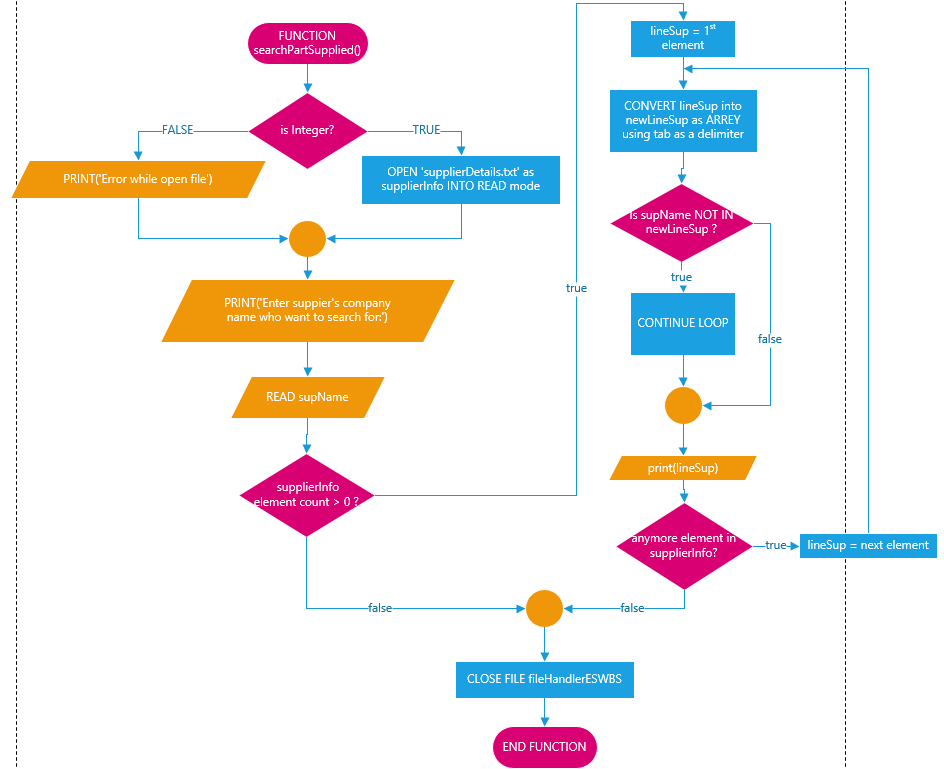 FUNCTION
searchPartSupplied()
is Integer?
FALSE
TRUE
PRINT('Error while open file')
OPEN 'supplierDetails.txt' as
supplierInfo INTO READ mode
PRINT('Enter suppier's company
name who want to search for:')
READ supName
supplierInfo
element count > 0 ?
true
false
lineSup = 1st
element
CONVERT lineSup into
newLineSup as ARREY
using tab as a delimiter
Is supName NOT IN
newLineSup ?
true
false
CONTINUE LOOP
print(lineSup)
anymore element in
supplierInfo?
true
lineSup = next element
false
CLOSE FILE fileHandlerESWBS
END FUNCTION